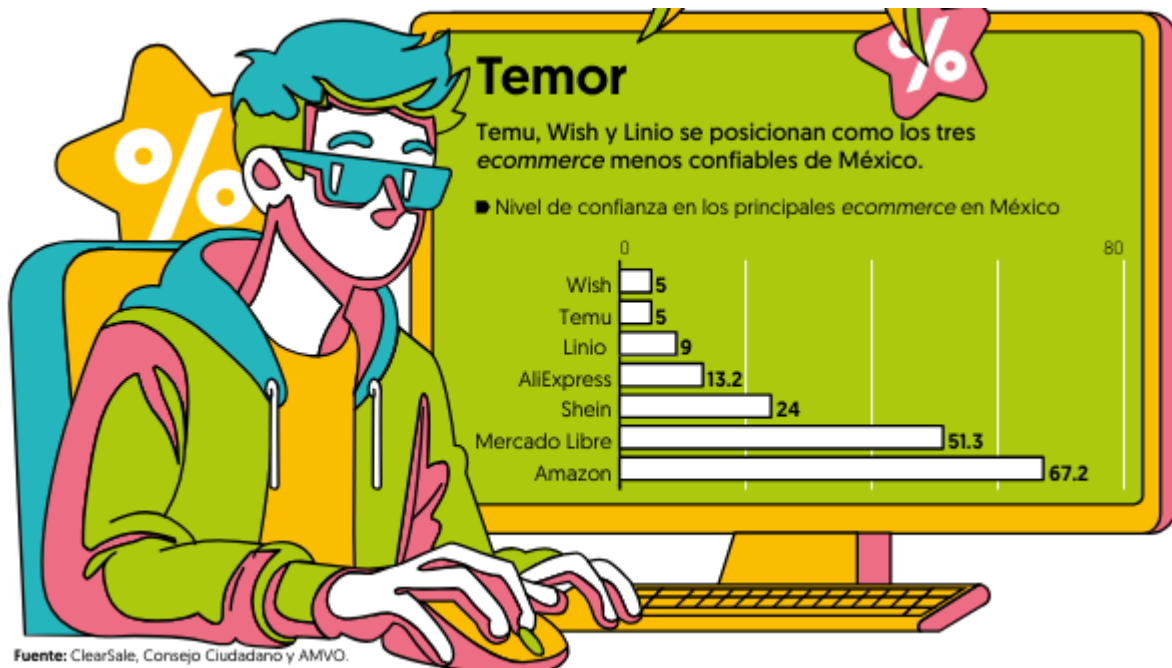 %
%
Temor
Temu, Wish y Linio se posicionan como los tres
ecommerce menos confiables de México.
Nivel de confianza en los principales ecommerce en México
0 80
Wish 5
Temu 5
Linio 9
AliExpress 13.2
Shein 24
Mercado Libre 51.3
Amazon 67.2
Fuente: ClearSale, Consejo Ciudadano y AMVO.